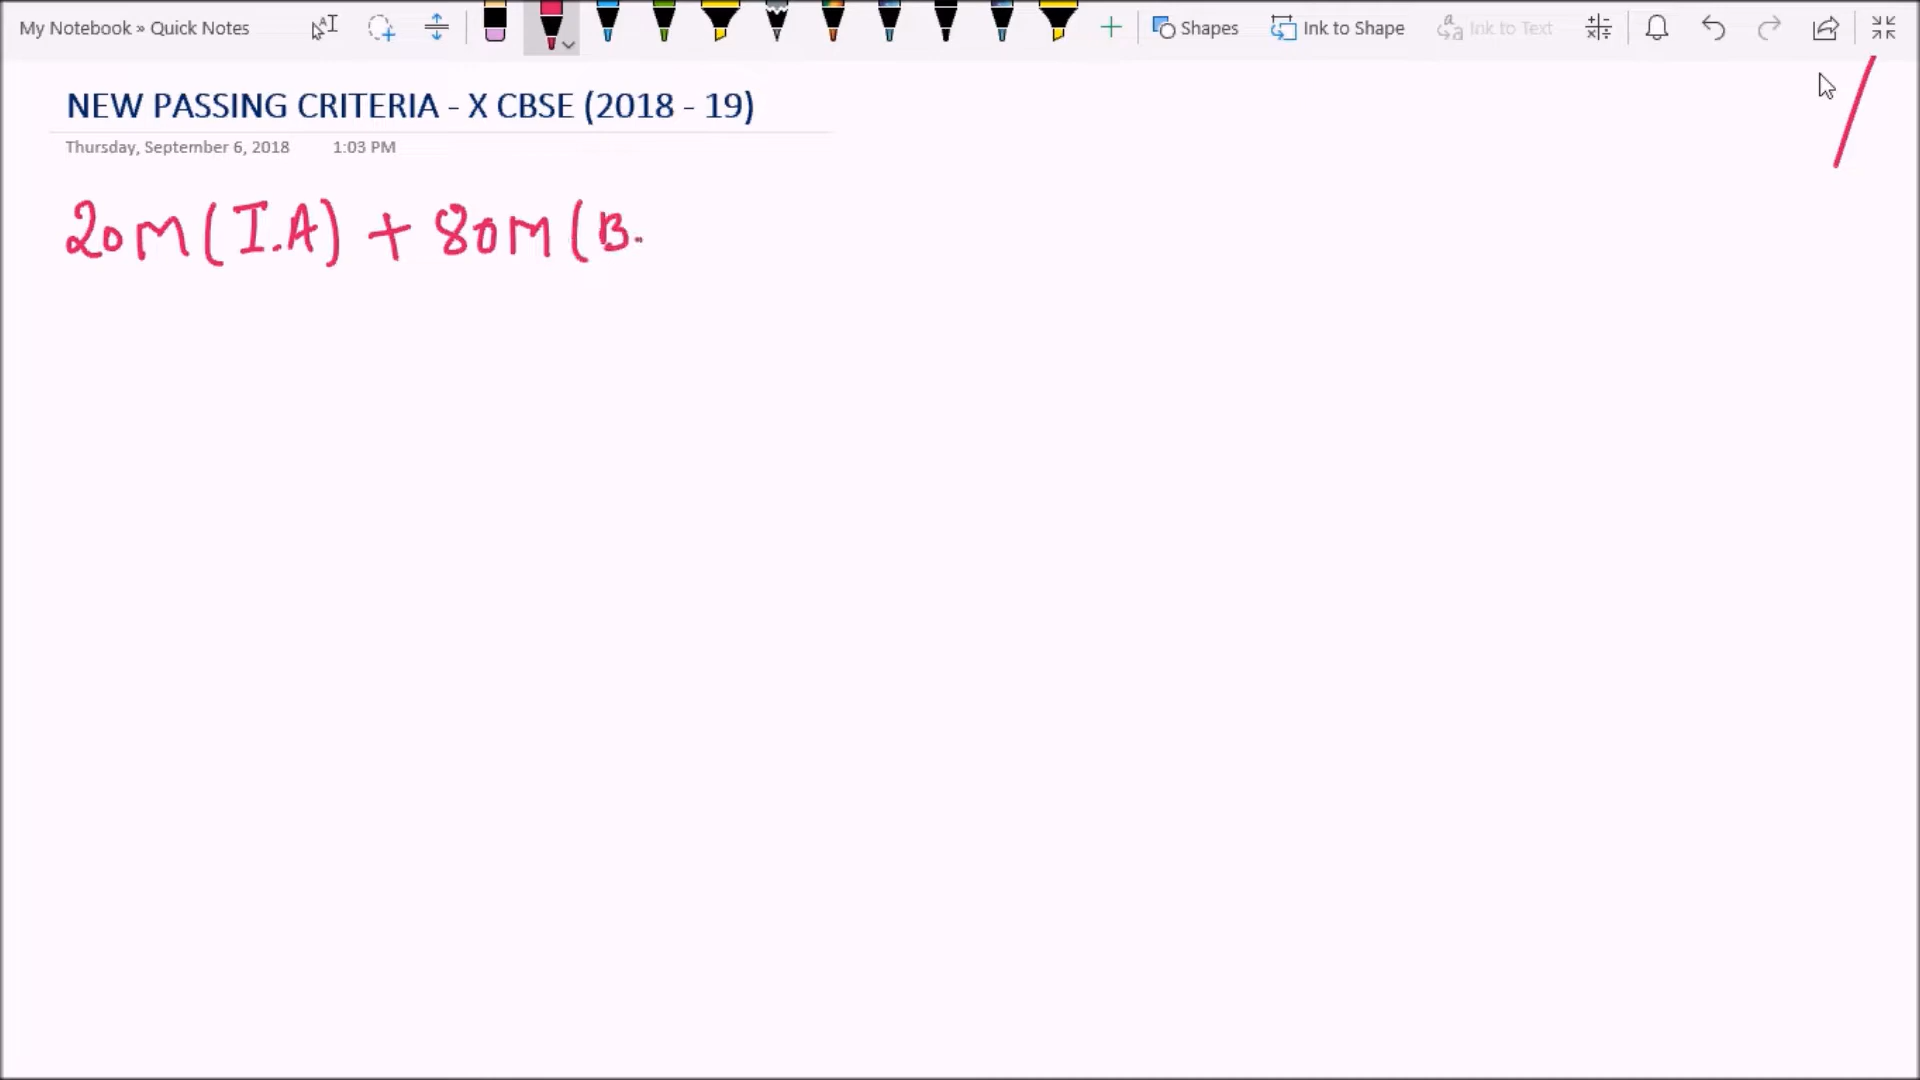 My Notebook » Quick Notes
Shapes
Ink to Shape
Ink to Text
NEW PASSING CRITERIA - X CBSE (2018 - 19)
Thursday, September 6, 2018 1:03 PM
20M (I.A) + 80M (B.